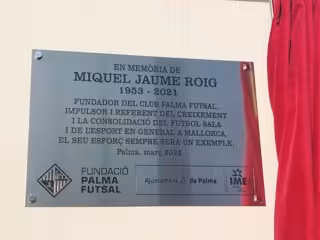 EN MEMÒRIA DE
MIQUEL JAUME ROIG
1953 - 2021
FUNDADOR DEL CLUB PALMA FUTSAL,
IMPULSOR I REFERENT DEL CREIXEMENT
I LA CONSOLIDACIÓ DEL FUTBOL SALA
I DE L'ESPORT EN GENERAL A MALLORCA.
EL SEU ESFORÇ SEMPRE SERÀ UN EXEMPLE.
Palma, març 2022
FUNDACIÓ
PALMA
FUTSAL
Ajuntament de Palma
IME